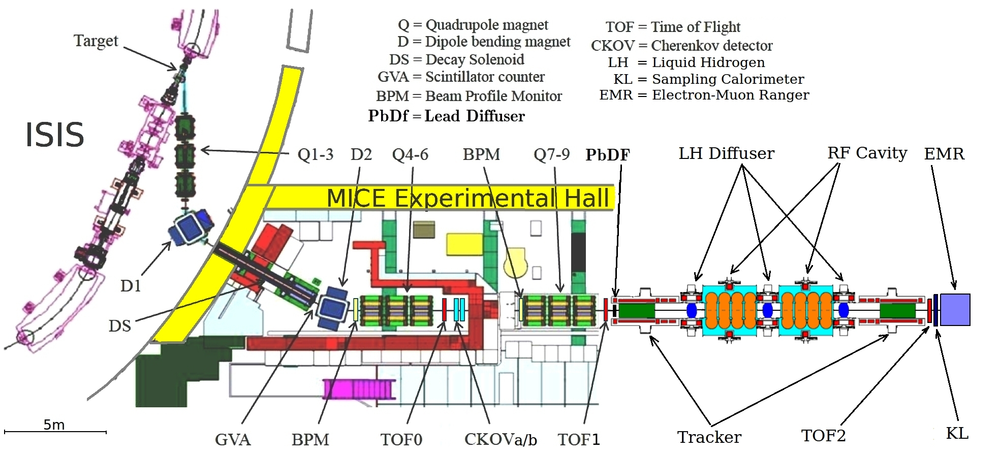 Q = Quadrupole magnet
D = Dipole bending magnet
DS = Decay Solenoid
GVA = Scintillator counter
BPM = Beam Profile Monitor
PbDf = Lead Diffuser
TOF = Time of Flight
CKOV = Cherenkov detector
LH = Liquid Hidrogen
KL = Sampling Calorimeter
EMR = Electron-Muon Ranger
Target
ISIS
Q1-3 D2 Q4-6 BPM Q7-9 PbDF LH Diffuser RF Cavity EMR
MICE Experimental Hall
D1
DS
5m
GVA BPM TOF0 CKOVa/b TOF1 Tracker TOF2 KL